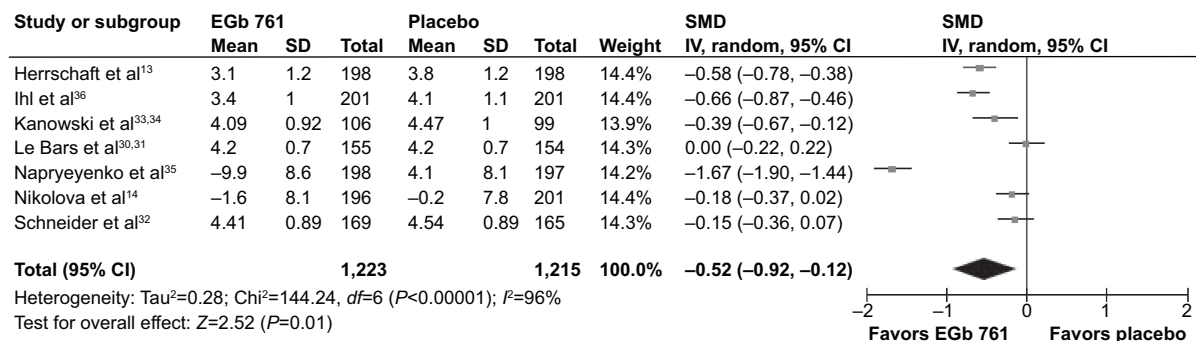 Study or subgroup EGb 761 Placebo SMD SMD
Mean SD Total Mean SD Total Weight IV, random, 95% CI IV, random, 95% CI
Herrschaft et al13 3.1 1.2 198 3.8 1.2 198 14.4% –0.58 (–0.78, –0.38)
Ihl et al36 3.4 1 201 4.1 1.1 201 14.4% –0.66 (–0.87, –0.46)
Kanowski et al33,34 4.09 0.92 106 4.47 1 99 13.9% –0.39 (–0.67, –0.12)
Le Bars et al30,31 4.2 0.7 155 4.2 0.7 154 14.3% 0.00 (–0.22, 0.22)
Napryeyenko et al35 –9.9 8.6 198 4.1 8.1 197 14.2% –1.67 (–1.90, –1.44)
Nikolova et al14 –1.6 8.1 196 –0.2 7.8 201 14.4% –0.18 (–0.37, 0.02)
Schneider et al32 4.41 0.89 169 4.54 0.89 165 14.3% –0.15 (–0.36, 0.07)
Total (95% CI) 1,223 1,215 100.0% –0.52 (–0.92, –0.12)
Heterogeneity: Tau2=0.28; Chi2=144.24, df=6 (P<0.00001); I2=96%
Test for overall effect: Z=2.52 (P=0.01)
–2 –1 0 1 2
Favors EGb 761 Favors placebo